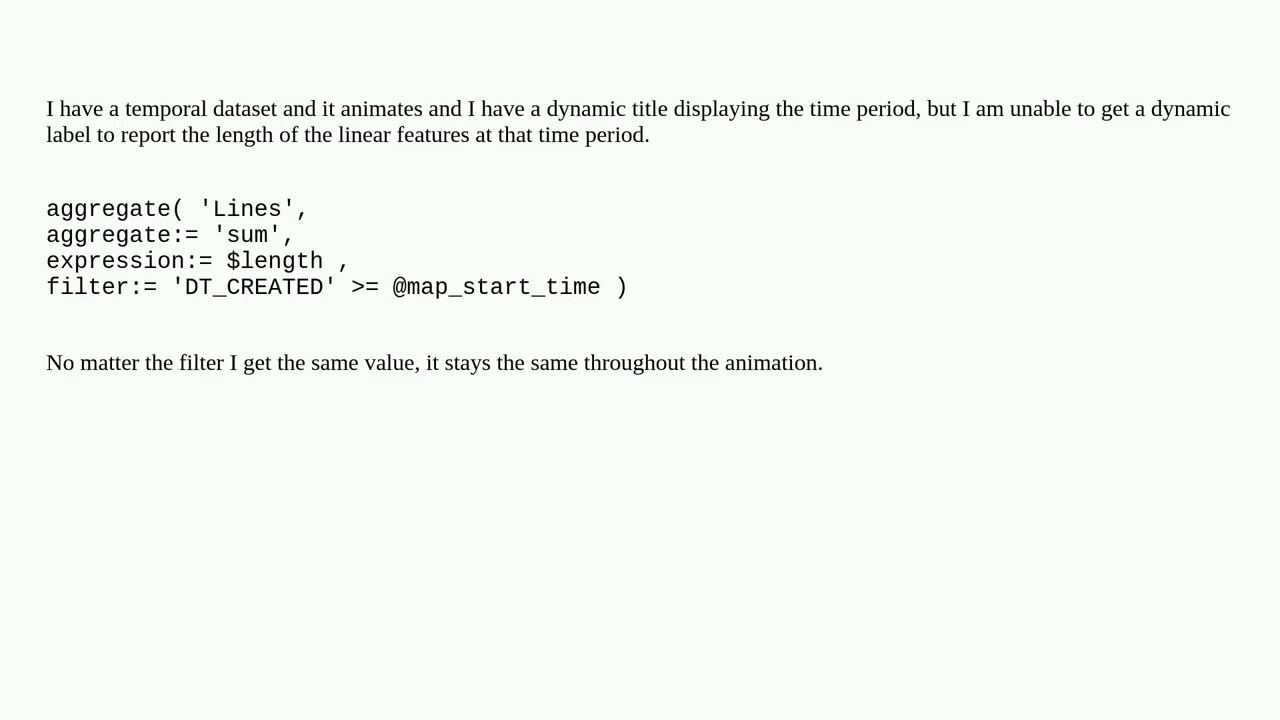 I have a temporal dataset and it animates and I have a dynamic title displaying the time period, but I am unable to get a dynamic
label to report the length of the linear features at that time period.
aggregate( 'Lines',
aggregate:= 'sum',
expression:= $length ,
filter:= 'DT_CREATED' >= @map_start_time )
No matter the filter I get the same value, it stays the same throughout the animation.